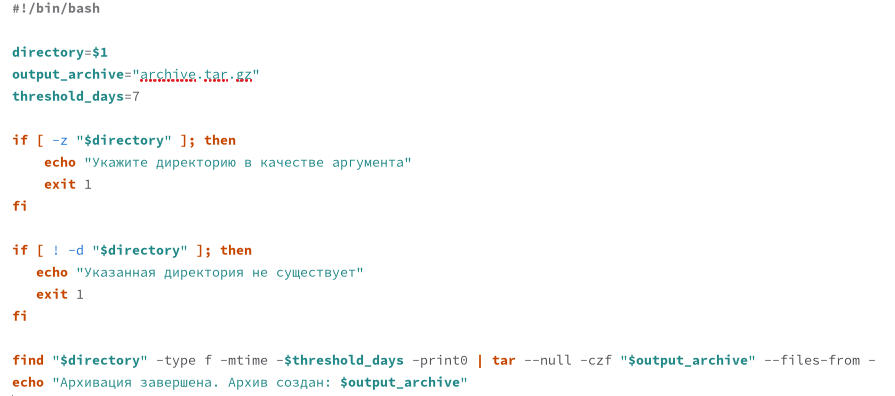 #!/bin/bash
directory=$1
output_archive="archive.tar.gz"
threshold_days=7
if [ -z "$directory" ]; then
echo "Укажите директорию в качестве аргумента"
exit 1
fi
if [ ! -d "$directory" ]; then
echo "Указанная директория не существует"
exit 1
fi
find "$directory" -type f -mtime -$threshold_days -print0 | tar --null -czf "$output_archive" --files-from -
echo "Архивация завершена. Архив создан: $output_archive"